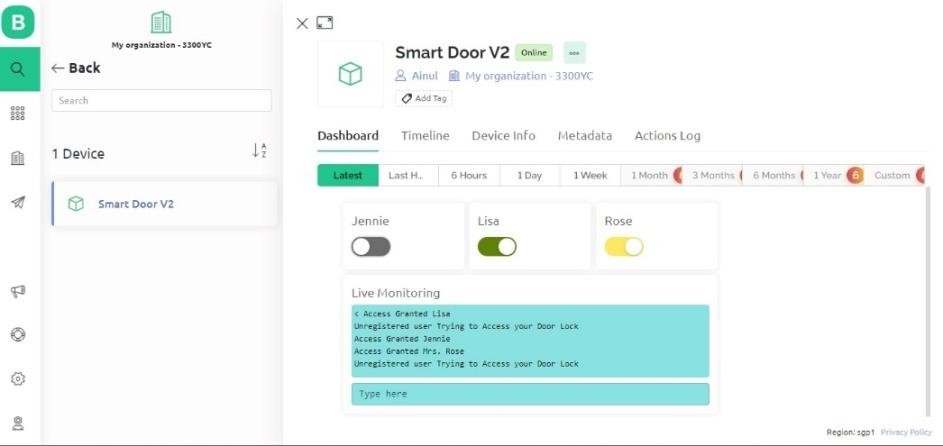 B
My organization - 3300YC
← Back
Search
1 Device
A
Z
Smart Door V2
Smart Door V2 Online
Ainul My organization - 3300YC
Add Tag
Dashboard Timeline Device Info Metadata Actions Log
Latest Last H.. 6 Hours 1 Day 1 Week 1 Month 3 Months 6 Months 1 Year 6 Custom
Jennie Lisa Rose
Live Monitoring
< Access Granted Lisa
Unregistered user Trying to Access your Door Lock
Access Granted Jennie
Access Granted Mrs. Rose
Unregistered user Trying to Access your Door Lock
Type here
Region: sgp1 Privacy Policy